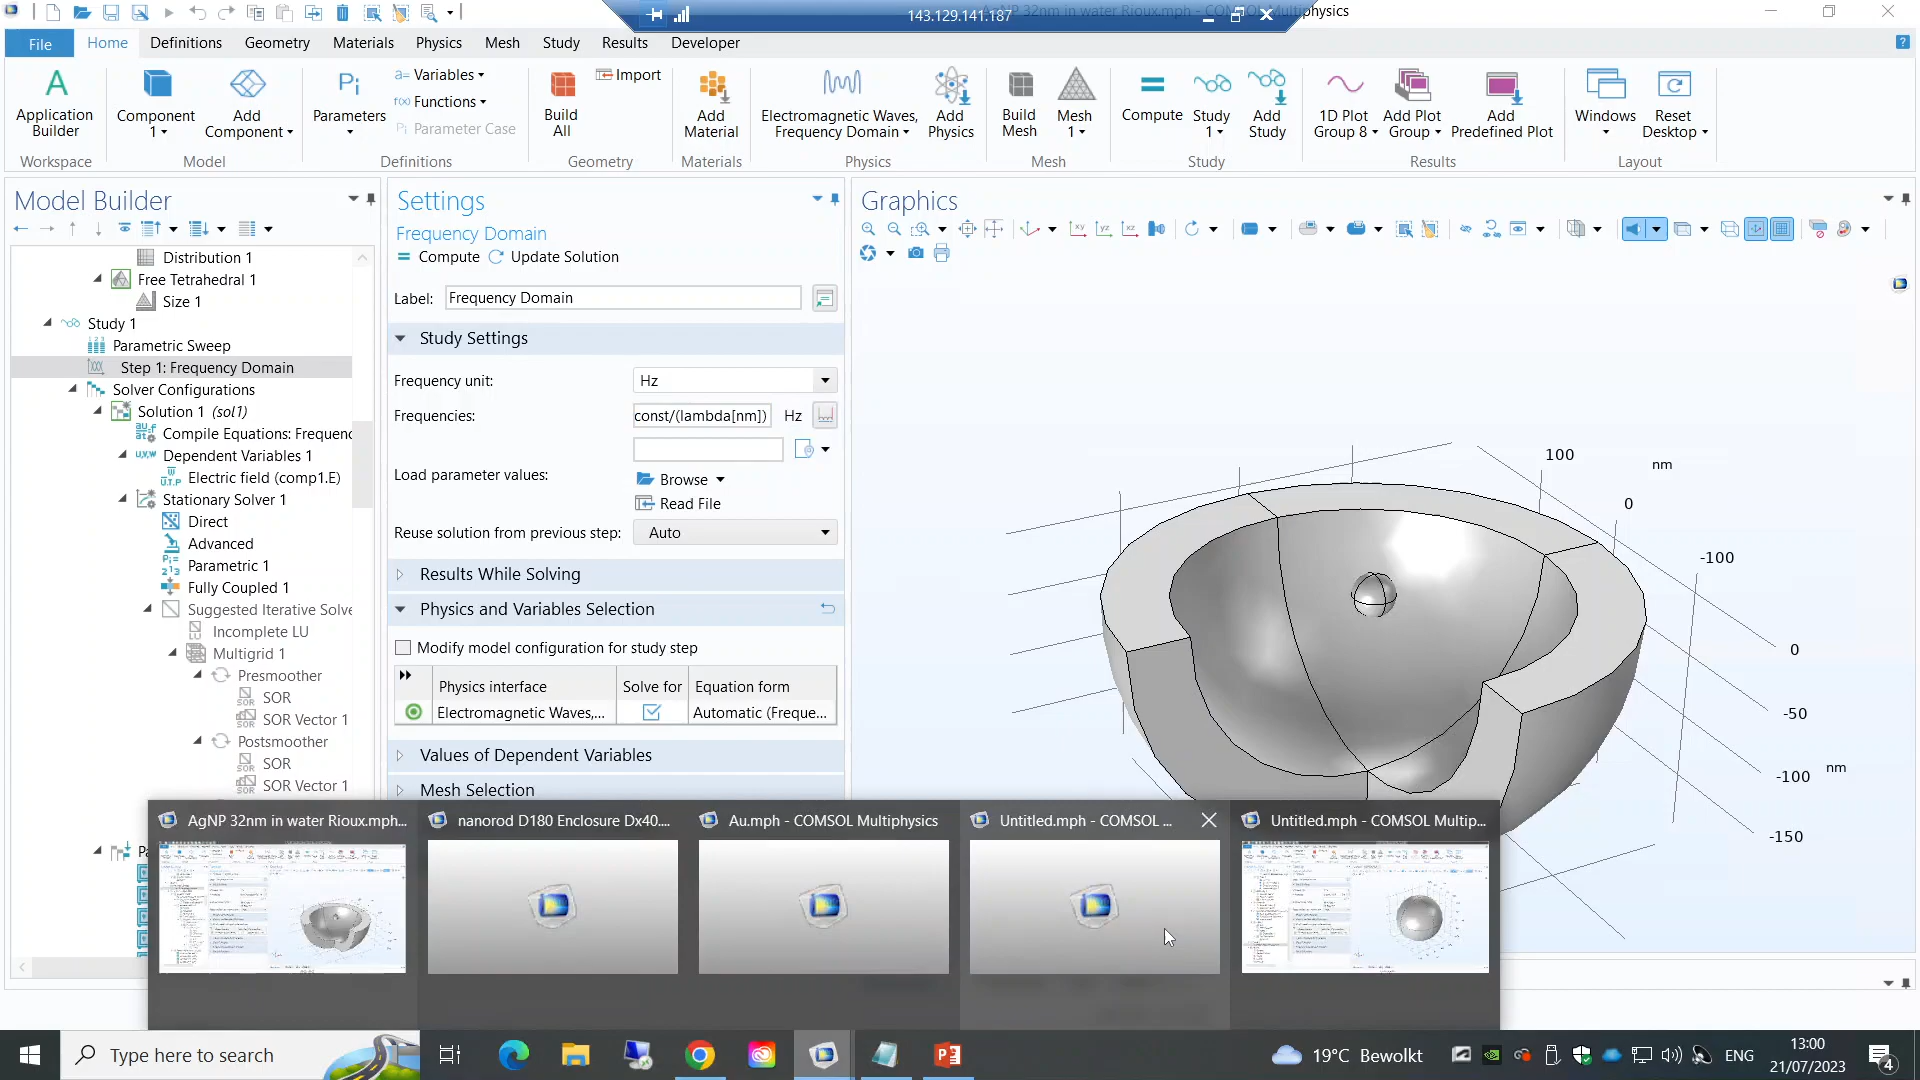 143.129.141.187
AgNP 32nm in water Rioux.mph - COMSOL Multiphysics
File
Home
Definitions
Geometry
Materials
Physics
Mesh
Study
Results
Developer
Application Builder
Workspace
Component 1
Add Component
Model
Pi
Parameters
a= Variables
f(x) Functions
Pi Parameter Case
Definitions
Build All
Import
Geometry
Add Material
Materials
Electromagnetic Waves, Frequency Domain
Add Physics
Physics
Build Mesh
Mesh 1
Mesh
Compute
Study 1
Add Study
Study
1D Plot Group 8
Add Plot Group
Add Predefined Plot
Results
Windows
Reset Desktop
Layout
Model Builder
Distribution 1
Free Tetrahedral 1
Size 1
Study 1
Parametric Sweep
Step 1: Frequency Domain
Solver Configurations
Solution 1 (sol1)
Compile Equations: Frequenc
Dependent Variables 1
Electric field (comp1.E)
Stationary Solver 1
Direct
Advanced
Parametric 1
Fully Coupled 1
Suggested Iterative Solve
Incomplete LU
Multigrid 1
Presmoother
SOR
SOR Vector 1
Postsmoother
SOR
SOR Vector 1
Pa
Settings
Frequency Domain
Compute
Update Solution
Label:
Frequency Domain
Study Settings
Frequency unit:
Hz
Frequencies:
const/(lambda[nm])
Hz
Load parameter values:
Browse
Read File
Reuse solution from previous step:
Auto
Results While Solving
Physics and Variables Selection
Modify model configuration for study step
Physics interface
Solve for
Equation form
Electromagnetic Waves,...
Automatic (Freque...
Values of Dependent Variables
Mesh Selection
Graphics
100
nm
0
-100
0
-50
-100
nm
-150
AgNP 32nm in water Rioux.mph...
nanorod D180 Enclosure Dx40....
Au.mph - COMSOL Multiphysics
Untitled.mph - COMSOL ...
Untitled.mph - COMSOL Multip...
Type here to search
19°C Bewolkt
ENG
13:00
21/07/2023
4